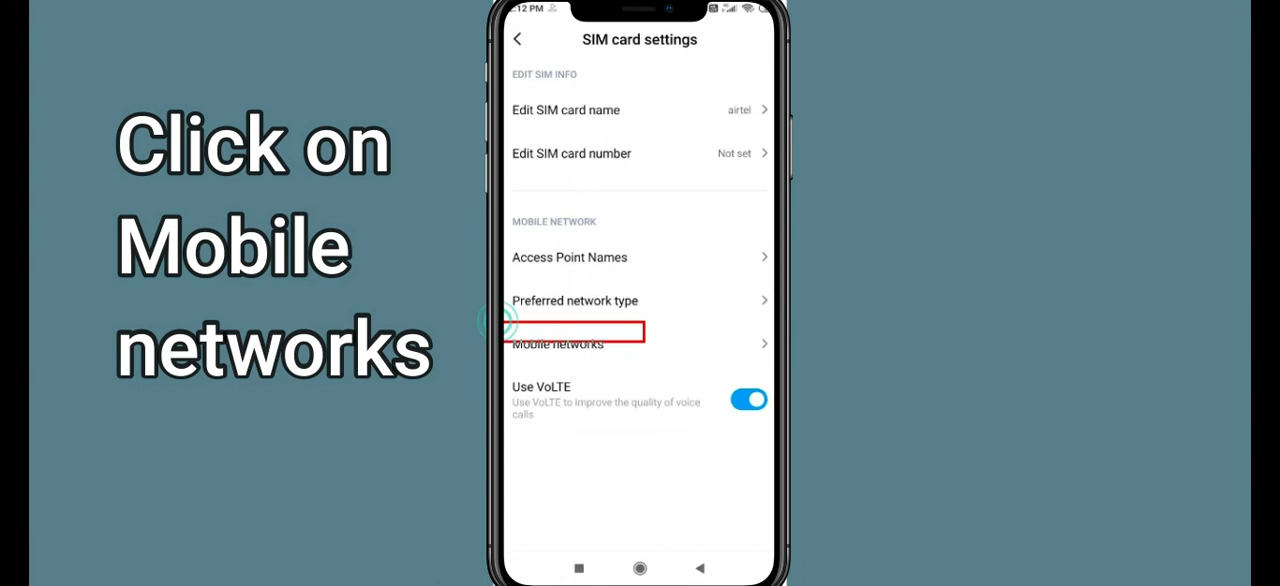 Click on
Mobile
networks
:12 PM
SIM card settings
EDIT SIM INFO
Edit SIM card name airtel
Edit SIM card number Not set
MOBILE NETWORK
Access Point Names
Preferred network type
Mobile networks
Use VoLTE
Use VoLTE to improve the quality of voice
calls